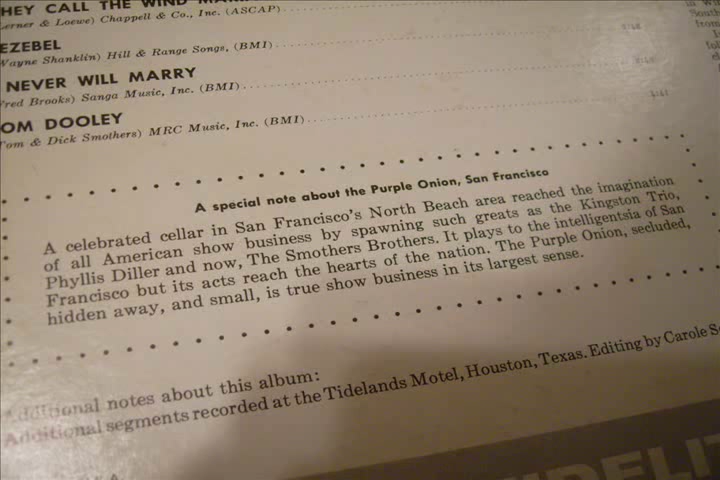 HEY CALL THE WIND MARI
Lerner & Loewe) Chappell & Co., Inc. (ASCAP)
EZEBEL
Wayne Shanklin) Hill & Range Songs, (BMI)
NEVER WILL MARRY
Fred Brooks) Sanga Music, Inc. (BMI)
OM DOOLEY
Tom & Dick Smothers) MRC Music, Inc. (BMI)
A special note about the Purple Onion, San Francisco
A celebrated cellar in San Francisco's North Beach area reached the imagination
of all American show business by spawning such greats as the Kingston Trio,
Phyllis Diller and now, The Smothers Brothers. It plays to the intelligentsia of San
Francisco but its acts reach the hearts of the nation. The Purple Onion, secluded,
hidden away, and small, is true show business in its largest sense.
Additional notes about this album:
Additional segments recorded at the Tidelands Motel, Houston, Texas. Editing by Carole S
IDELIT